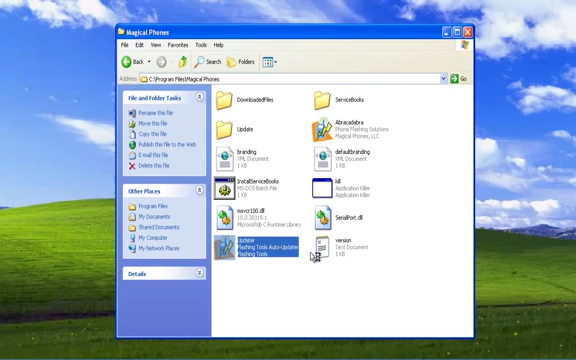 Magical Phones
File Edit View Favorites Tools Help
Back Search Folders
Address C:\Program Files\Magical Phones Go
File and Folder Tasks
Rename this file
Move this file
Copy this file
Publish this file to the Web
E-mail this file
Delete this file
Other Places
Program Files
My Documents
Shared Documents
My Computer
My Network Places
Details
DownloadedFiles
ServiceBooks
Update
Abracadabra
Phone Flashing Solutions
Magical Phones, LLC
branding
XML Document
1 KB
defaultbranding
XML Document
1 KB
InstallServiceBooks
MS-DOS Batch File
1 KB
kill
Application Killer
Application Killer
msvcr100.dll
10.0.30319.1
Microsoft® C Runtime Library
SerialPort.dll
Updater
Flashing Tools Auto-Updater
Flashing Tools
version
Text Document
1 KB